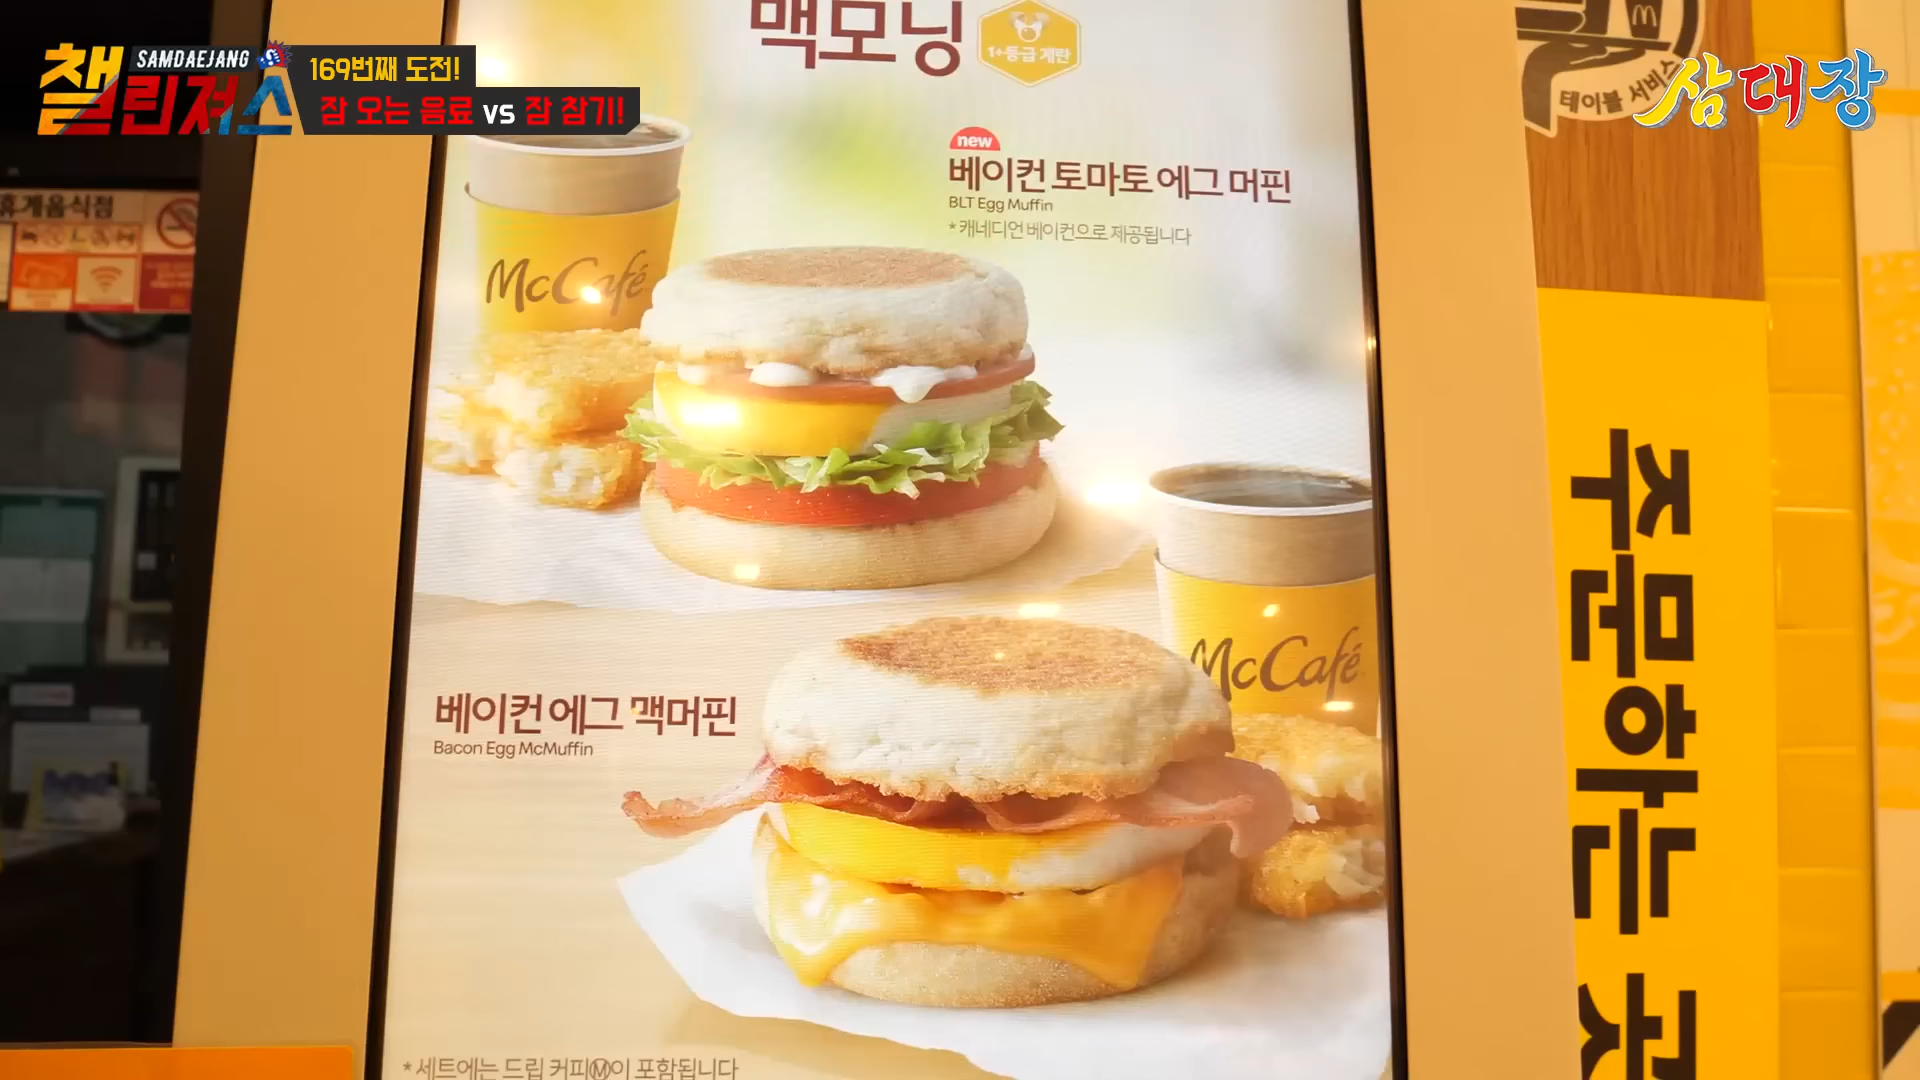 챌린저스
SAMDAEJANG
169번째 도전!
잠 오는 음료 vs 잠 참기!
삼대장
맥모닝
1+등급 계란
테이블 서비스
휴게음식점
new
베이컨 토마토 에그 머핀
BLT Egg Muffin
* 캐네디언 베이컨으로 제공됩니다
McCafé
McCafé
베이컨 에그 맥머핀
Bacon Egg McMuffin
* 세트에는 드립 커피Ⓜ이 포함됩니다
주문하는 곳